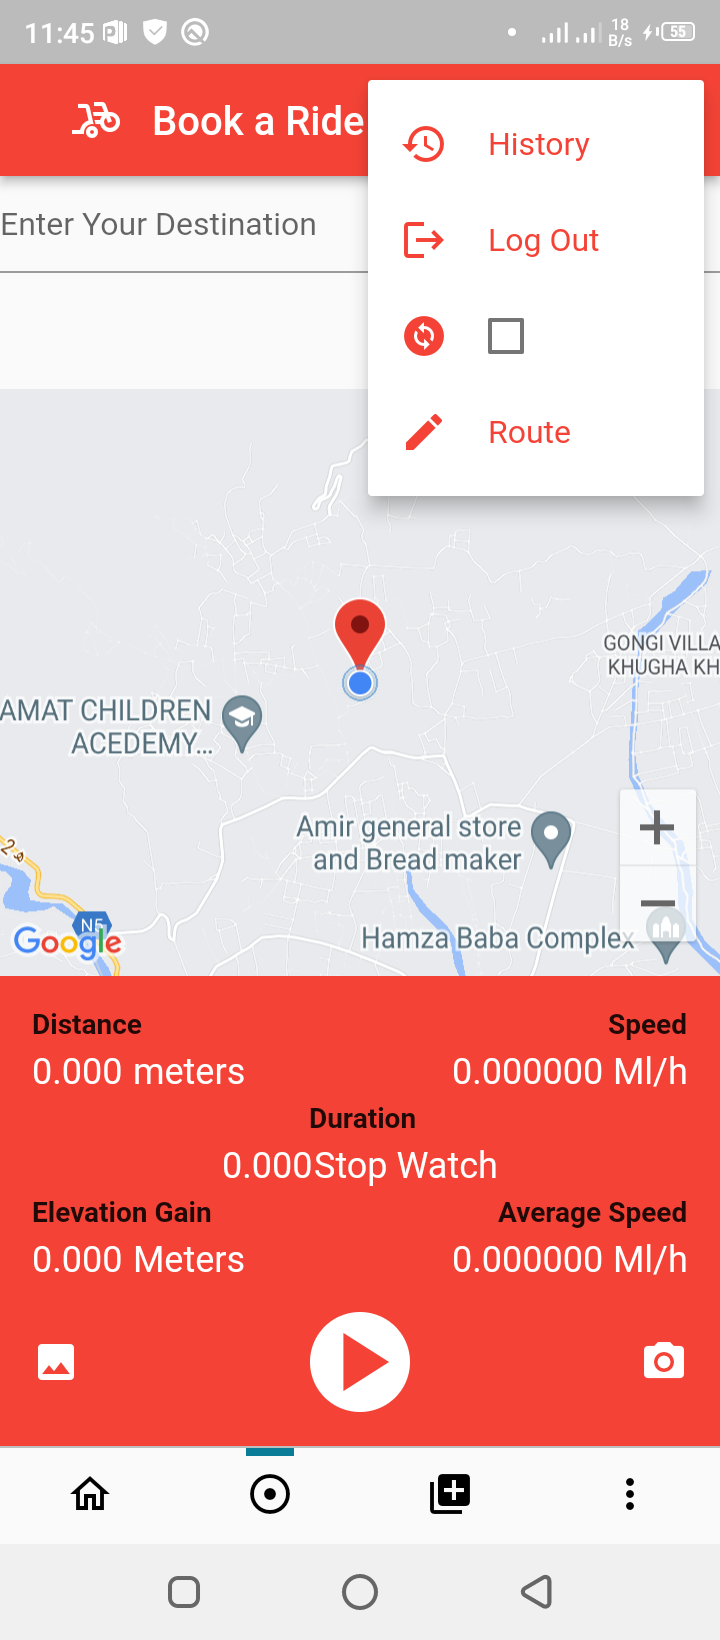 11:45
18
B/s
55
Book a Ride
History
Enter Your Destination
Log Out
Route
GONGI VILLA
KHUGHA KH
AMAT CHILDREN
ACEDEMY...
Amir general store
and Bread maker
N5
Google
Hamza Baba Complex
Distance
Speed
0.000 meters
0.000000 Ml/h
Duration
0.000Stop Watch
Elevation Gain
Average Speed
0.000 Meters
0.000000 Ml/h